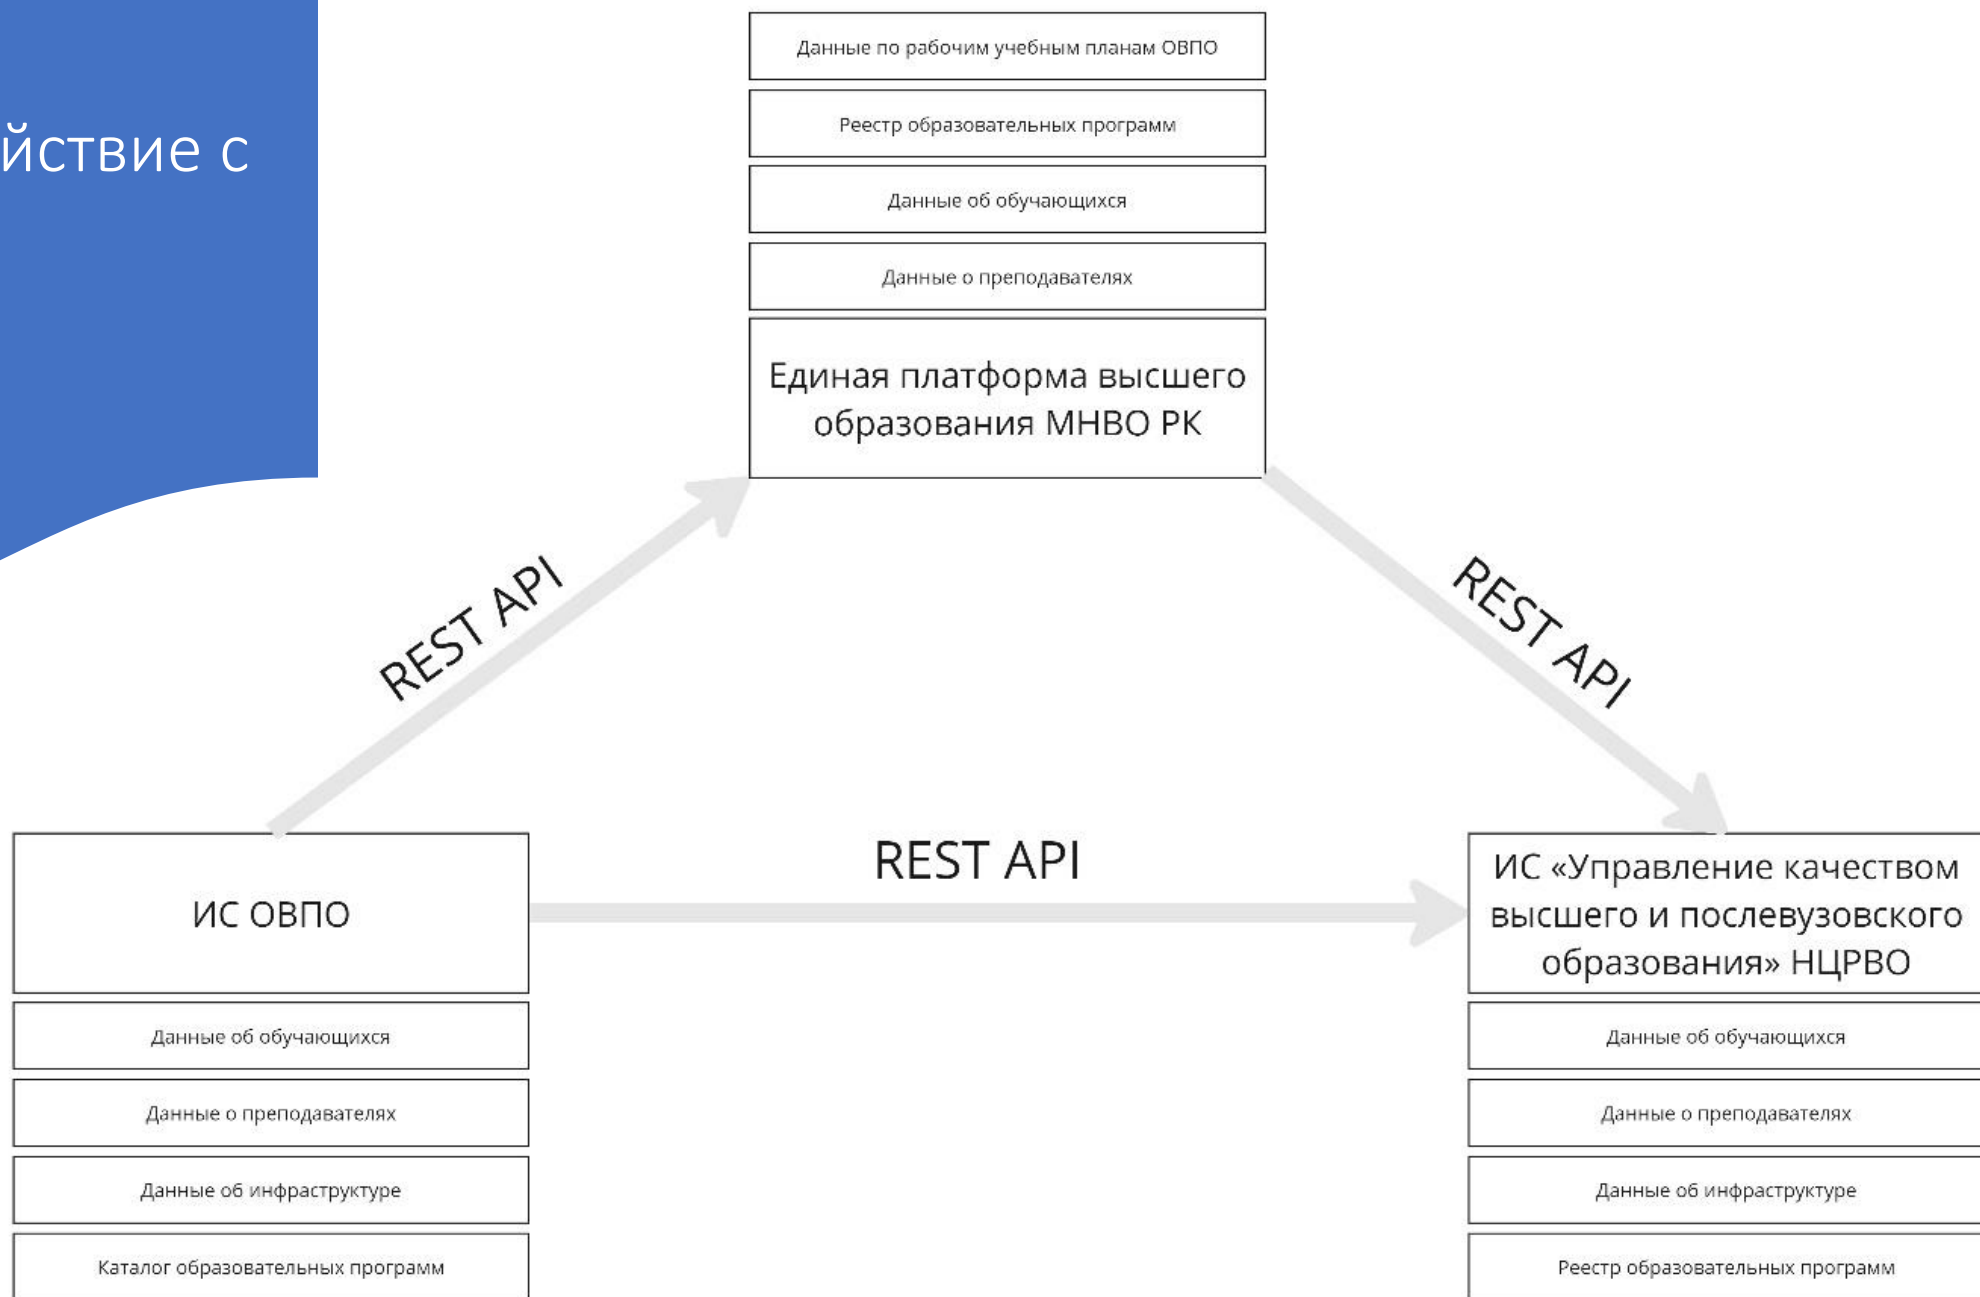 йствие с
Данные по рабочим учебным планам ОВПО
Реестр образовательных программ
Данные об обучающихся
Данные о преподавателях
Единая платформа высшего
образования МНВО РК
REST API
REST API
REST API
ИС ОВПО
Данные об обучающихся
Данные о преподавателях
Данные об инфраструктуре
Каталог образовательных программ
ИС «Управление качеством
высшего и послевузовского
образования» НЦРВО
Данные об обучающихся
Данные о преподавателях
Данные об инфраструктуре
Реестр образовательных программ